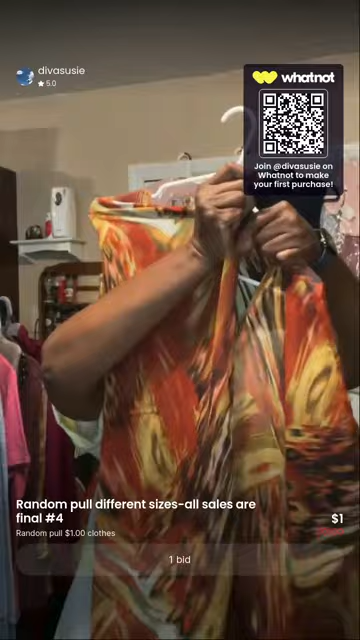 divasusie
★ 5.0
whatnot
Join @divasusie on
Whatnot to make
your first purchase!
Random pull different sizes-all sales are
final #4
$1
Random pull $1.00 clothes
1 bid